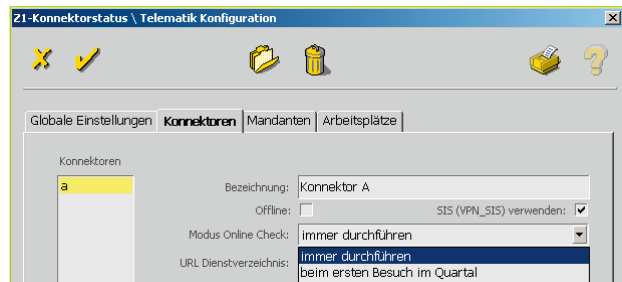 Z1-Konnektorstatus \ Telematik Konfiguration
Globale Einstellungen Konnektoren Mandanten Arbeitsplätze
Konnektoren
a
Bezeichnung: Konnektor A
Offline: SIS (VPN_SIS) verwenden:
Modus Online Check: immer durchführen
URL Dienstverzeichnis: immer durchführen
beim ersten Besuch im Quartal